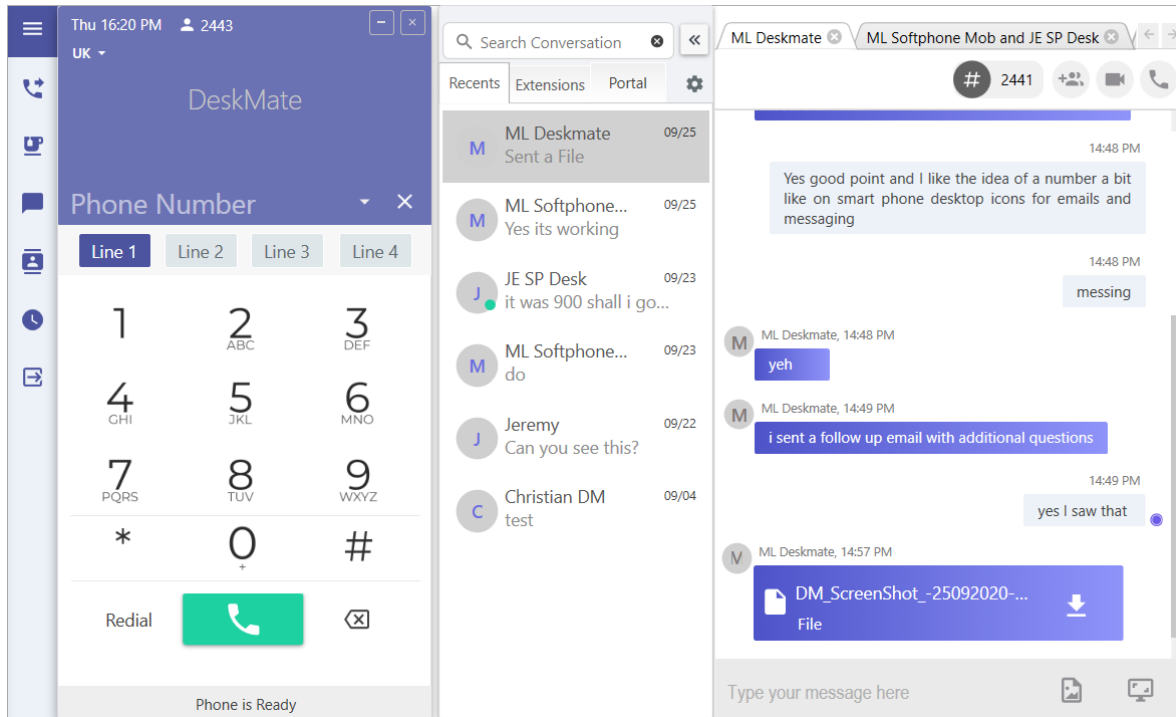 Thu 16:20 PM 2443
UK
DeskMate
Phone Number
Line 1 Line 2 Line 3 Line 4
1 2 3
ABC DEF
4 5 6
GHI JKL MNO
7 8 9
PQRS TUV WXYZ
* 0 #
+
Redial
Phone is Ready
Search Conversation
Recents Extensions Portal
M ML Deskmate 09/25
Sent a File
M ML Softphone... 09/25
Yes its working
J JE SP Desk 09/23
it was 900 shall i go...
M ML Softphone... 09/23
do
J Jeremy 09/22
Can you see this?
C Christian DM 09/04
test
ML Deskmate ML Softphone Mob and JE SP Desk
# 2441
14:48 PM
Yes good point and I like the idea of a number a bit
like on smart phone desktop icons for emails and
messaging
14:48 PM
messing
M ML Deskmate, 14:48 PM
yeh
M ML Deskmate, 14:49 PM
i sent a follow up email with additional questions
14:49 PM
yes I saw that
M ML Deskmate, 14:57 PM
DM_ScreenShot_-25092020-...
File
Type your message here